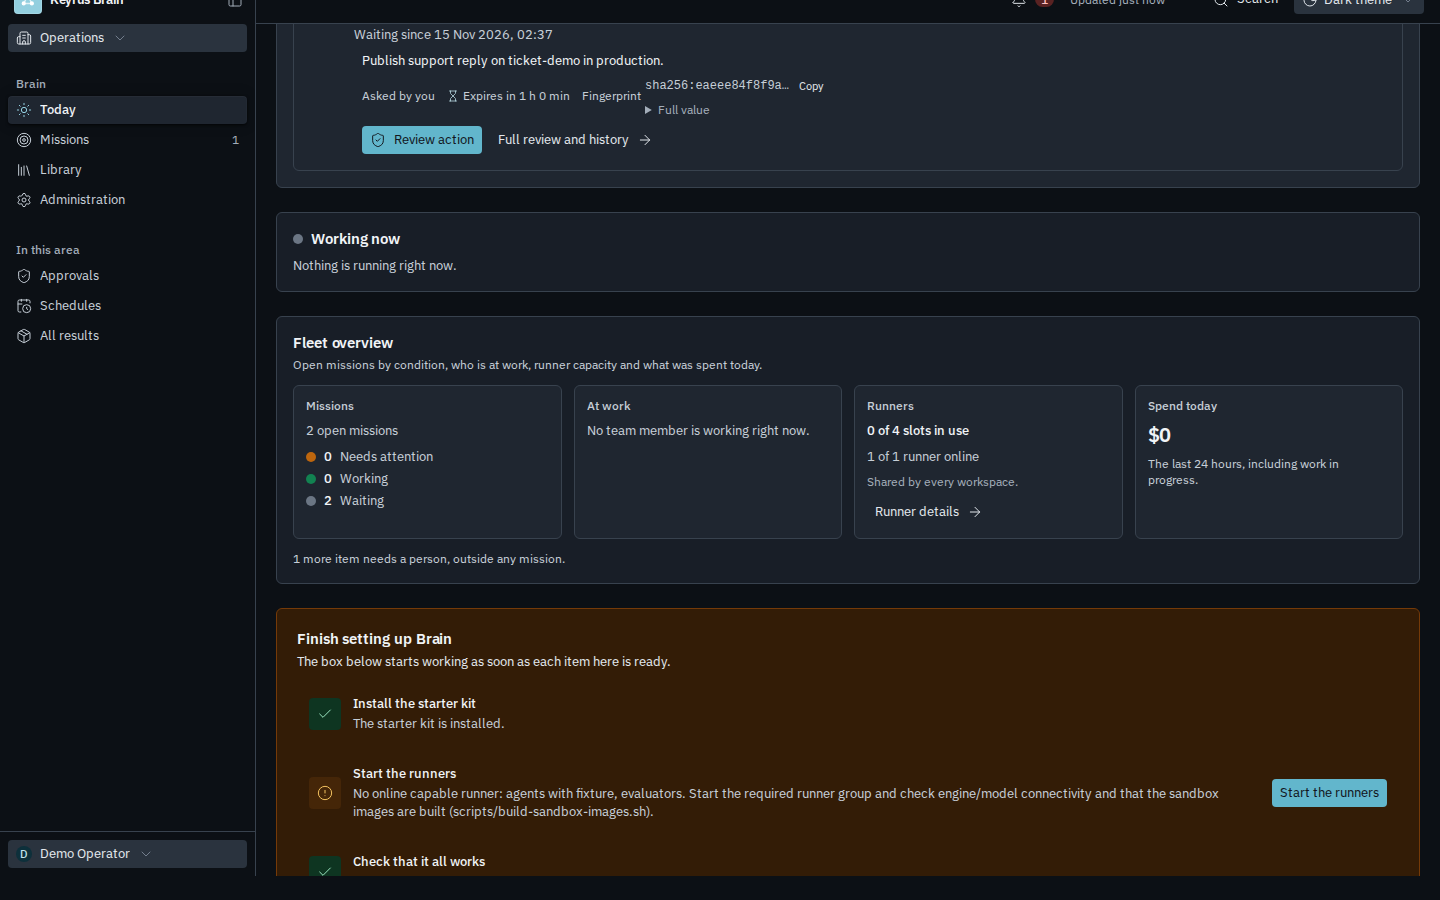 Keyrus Brain
1
Updated just now
Search
Dark theme
Operations
Brain
Today
Missions
1
Library
Administration
In this area
Approvals
Schedules
All results
Demo Operator
D
Waiting since 15 Nov 2026, 02:37
Publish support reply on ticket-demo in production.
Asked by you
Expires in 1 h 0 min
Fingerprint
sha256:eaeee84f8f9a…
Copy
Full value
Review action
Full review and history
Working now
Nothing is running right now.
Fleet overview
Open missions by condition, who is at work, runner capacity and what was spent today.
Missions
2 open missions
0 Needs attention
0 Working
2 Waiting
At work
No team member is working right now.
Runners
0 of 4 slots in use
1 of 1 runner online
Shared by every workspace.
Runner details
Spend today
$0
The last 24 hours, including work in
progress.
1 more item needs a person, outside any mission.
Finish setting up Brain
The box below starts working as soon as each item here is ready.
Install the starter kit
The starter kit is installed.
Start the runners
No online capable runner: agents with fixture, evaluators. Start the required runner group and check engine/model connectivity and that the sandbox
images are built (scripts/build-sandbox-images.sh).
Start the runners
Check that it all works